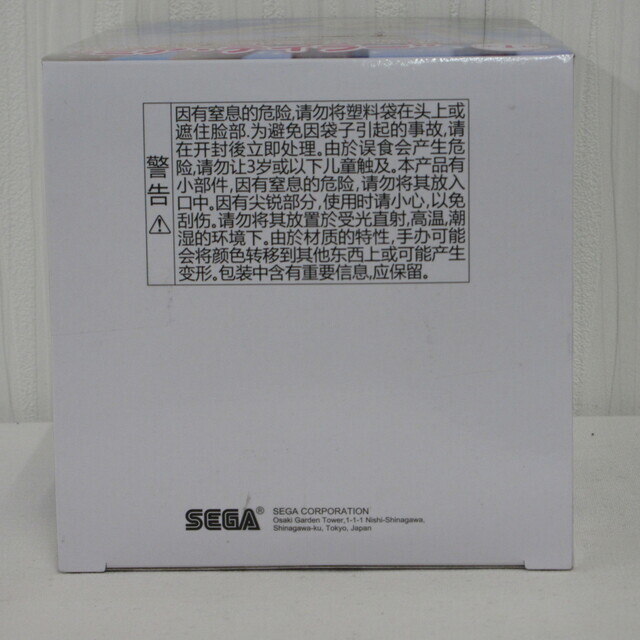 警告⚠
因有窒息的危险,请勿将塑料袋在头上或
遮住脸部.为避免因袋子引起的事故,请
在开封後立即处理。由於误食会产生危
险,请勿让3岁或以下儿童触及。本产品有
小部件,因有窒息的危险,请勿将其放入
口中。因有尖锐部分,使用时请小心,以免
刮伤。请勿将其放置於受光直射,高温,潮
湿的环境下。由於材质的特性,手办可能
会将颜色转移到其他东西上或可能产生
变形。包装中含有重要信息,应保留。
SEGA®
SEGA CORPORATION
Osaki Garden Tower,1-1-1 Nishi-Shinagawa,
Shinagawa-ku, Tokyo, Japan